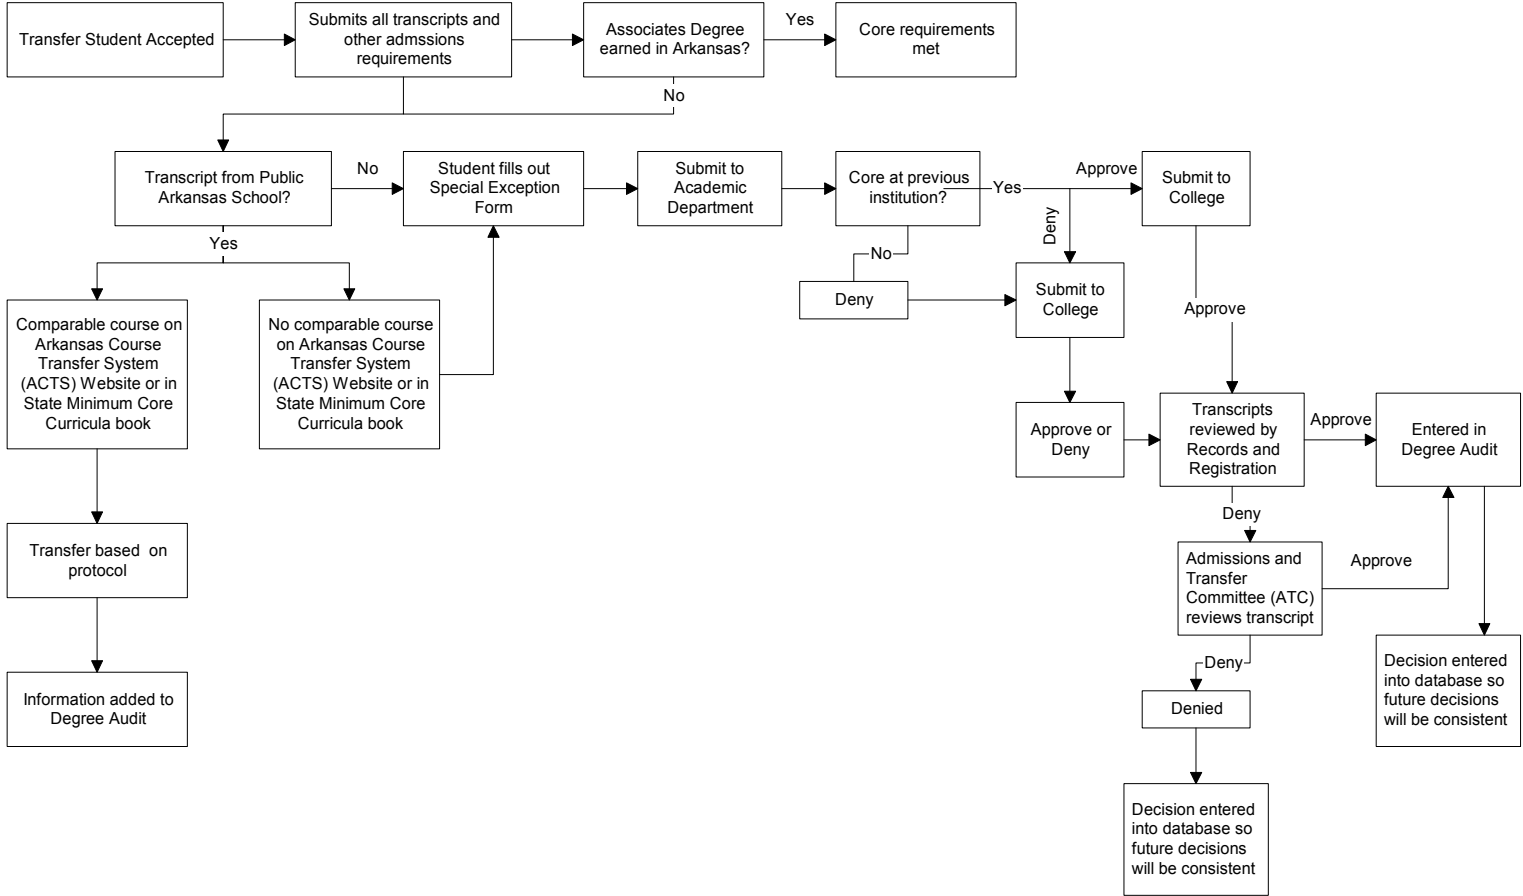 Transfer Student Accepted
Submits all transcripts and
other admssions
requirements
Associates Degree
earned in Arkansas?
Yes
Core requirements
met
No
Transcript from Public
Arkansas School?
No
Student fills out
Special Exception
Form
Submit to
Academic
Department
Core at previous
institution?
Yes
Approve
Submit to
College
Deny
No
Deny
Submit to
College
Approve
Yes
Comparable course on
Arkansas Course
Transfer System
(ACTS) Website or in
State Minimum Core
Curricula book
No comparable course
on Arkansas Course
Transfer System
(ACTS) Website or in
State Minimum Core
Curricula book
Approve or
Deny
Transcripts
reviewed by
Records and
Registration
Approve
Entered in
Degree Audit
Deny
Transfer based on
protocol
Admissions and
Transfer
Committee (ATC)
reviews transcript
Approve
Information added to
Degree Audit
Deny
Denied
Decision entered
into database so
future decisions
will be consistent
Decision entered
into database so
future decisions
will be consistent